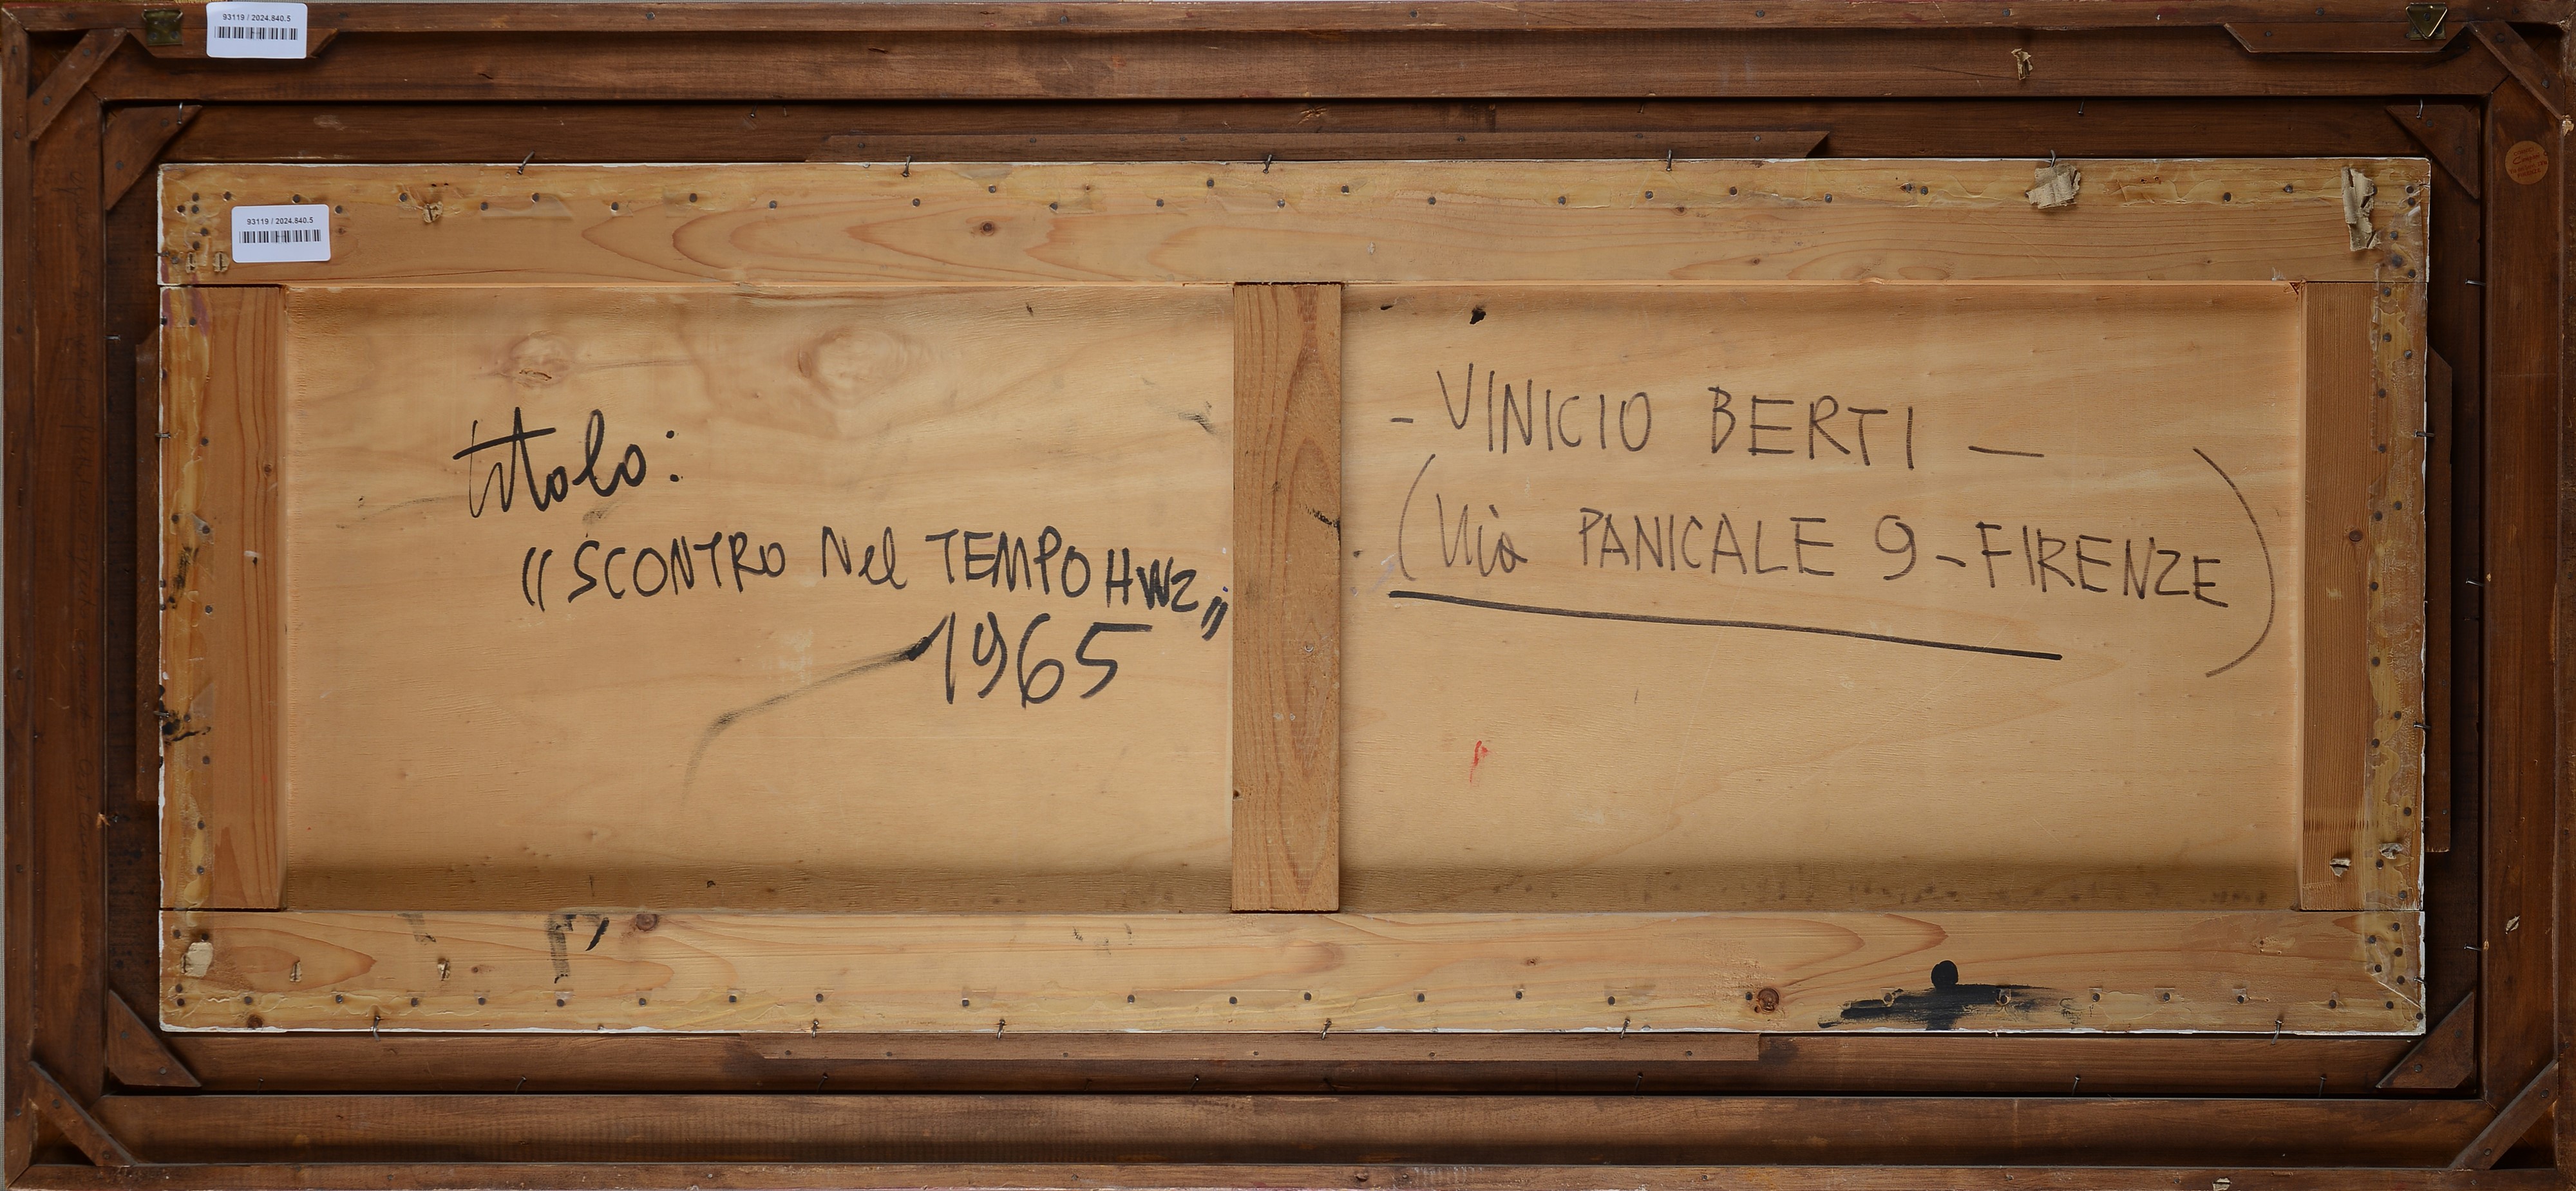 93119 / 2024.840.5
93119 / 2024.840.5
titolo:
"SCONTRO Nel TEMPO HW2"
1965
- VINICIO BERTI —
(Via PANICALE 9 - FIRENZE)